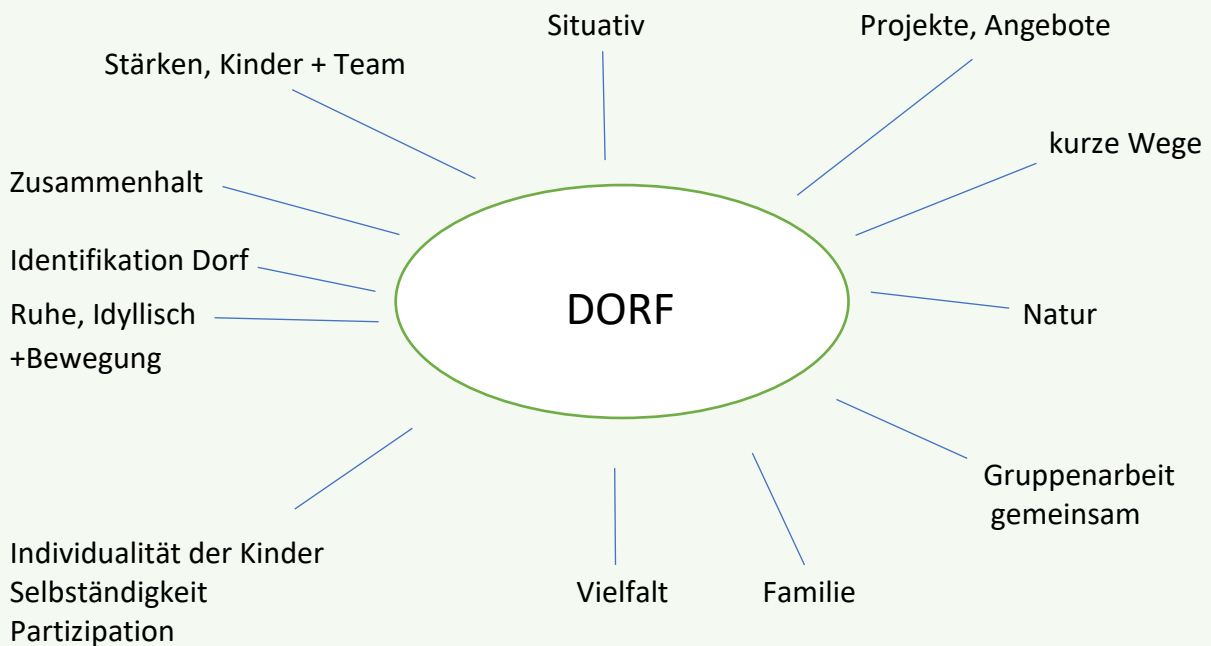 Situativ
Projekte, Angebote
Stärken, Kinder + Team
kurze Wege
Zusammenhalt
Identifikation Dorf
Ruhe, Idyllisch
+Bewegung
DORF
Natur
Gruppenarbeit
gemeinsam
Individualität der Kinder
Selbständigkeit
Partizipation
Vielfalt
Familie